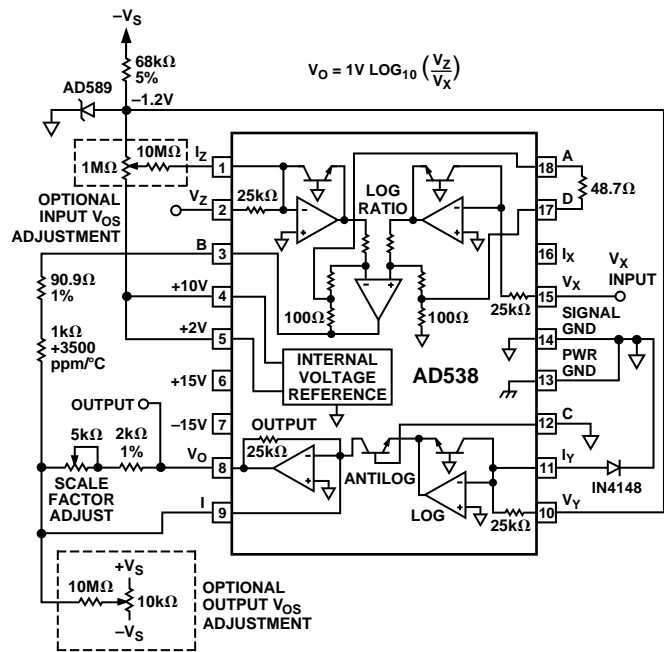 –VS
68kΩ
5%
AD589
–1.2V
VO = 1V LOG10 (VZ/VX)
1MΩ
10MΩ
IZ
OPTIONAL
INPUT VOS
ADJUSTMENT
VZ
B
90.9Ω
1%
1kΩ
+3500
ppm/°C
+10V
+2V
+15V
–15V
OUTPUT
5kΩ
2kΩ
1%
VO
SCALE
FACTOR
ADJUST
I
10MΩ
+VS
10kΩ
–VS
OPTIONAL
OUTPUT VOS
ADJUSTMENT
1
2
3
4
5
6
7
8
9
25kΩ
LOG
RATIO
100Ω
100Ω
25kΩ
INTERNAL
VOLTAGE
REFERENCE
AD538
OUTPUT
25kΩ
ANTILOG
LOG
25kΩ
18
17
16
15
14
13
12
11
10
A
D
48.7Ω
IX
VX
VX
INPUT
SIGNAL
GND
PWR
GND
C
IY
IN4148
VY